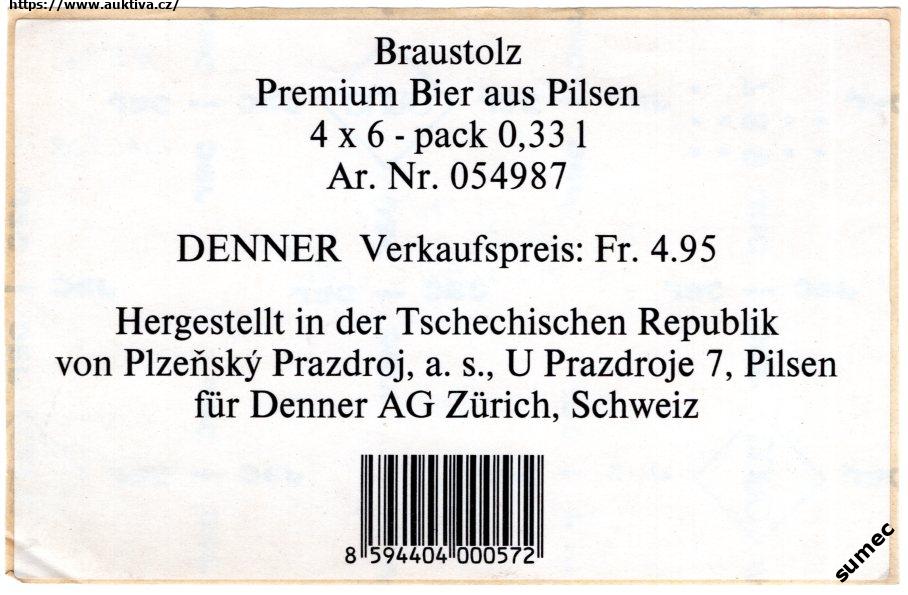 https://www.auktiva.cz/
Braustolz
Premium Bier aus Pilsen
4 x 6 - pack 0,33 l
Ar. Nr. 054987
DENNER Verkaufspreis: Fr. 4.95
Hergestellt in der Tschechischen Republik
von Plzeňský Prazdroj, a. s., U Prazdroje 7, Pilsen
für Denner AG Zürich, Schweiz
8 594404 000572
sumec